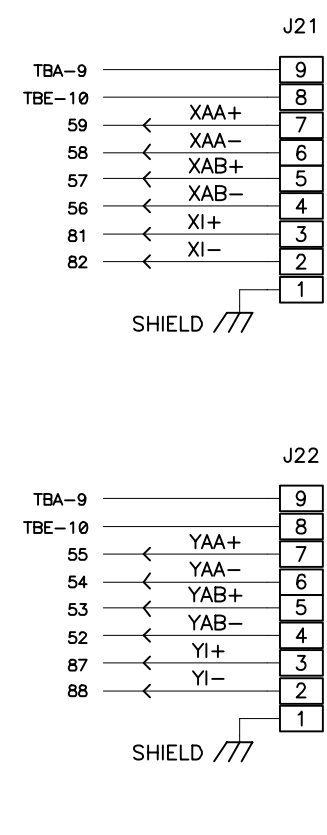 J21
TBA-9 9
TBE-10 8
59 XAA+ 7
58 XAA- 6
57 XAB+ 5
56 XAB- 4
81 XI+ 3
82 XI- 2
1
SHIELD
J22
TBA-9 9
TBE-10 8
55 YAA+ 7
54 YAA- 6
53 YAB+ 5
52 YAB- 4
87 YI+ 3
88 YI- 2
1
SHIELD